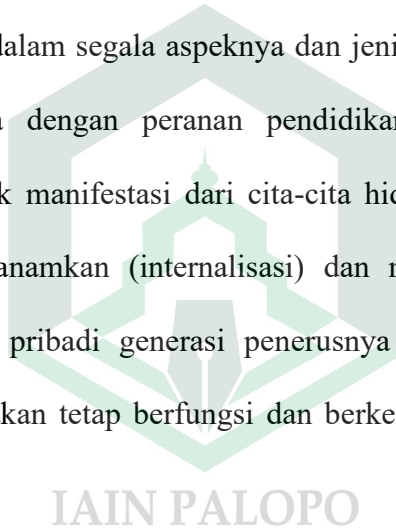 dalam segala aspeknya dan
dengan peranan
manifestasi dari cita-cita
(internalisasi) dan
pribadi generasi penerusnya
tetap berfungsi dan
IAIN PALOPO